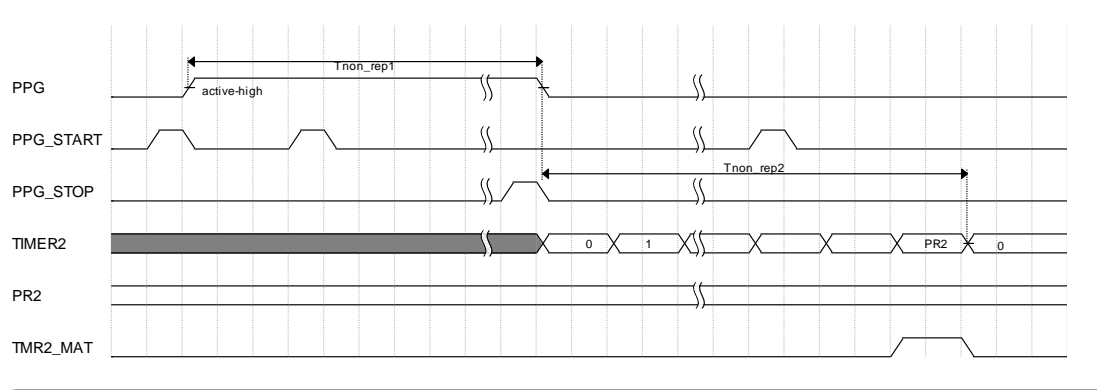 Tnon_rep1
PPG
active-high
PPG_START
Tnon_rep2
PPG_STOP
TIMER2
0
1
PR2
0
PR2
TMR2_MAT